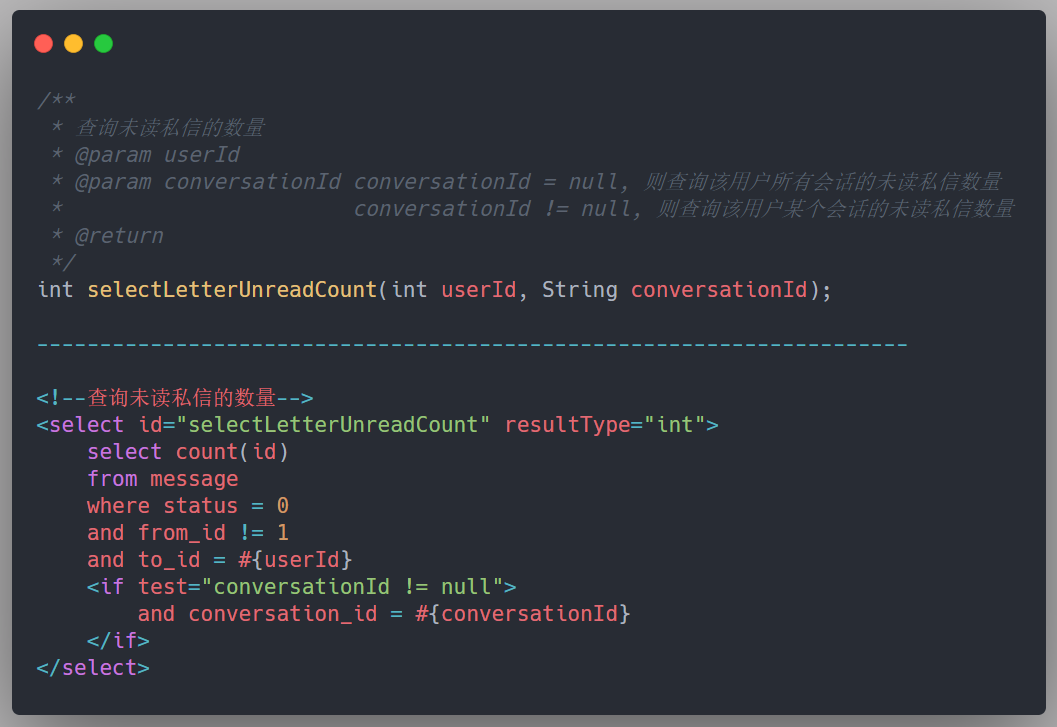 /**
 * 查询未读私信的数量
 * @param userId
 * @param conversationId conversationId = null, 则查询该用户所有会话的未读私信数量
 *                       conversationId != null, 则查询该用户某个会话的未读私信数量
 * @return
 */
int selectLetterUnreadCount(int userId, String conversationId);
---------------------------------------------------------------------
<!--查询未读私信的数量-->
<select id="selectLetterUnreadCount" resultType="int">
    select count(id)
    from message
    where status = 0
    and from_id != 1
    and to_id = #{userId}
    <if test="conversationId != null">
        and conversation_id = #{conversationId}
    </if>
</select>